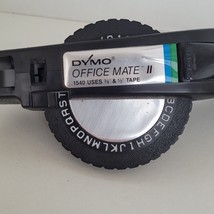 DYMO
OFFICE MATE II
1540 USES ⅜ & ½ TAPE
ABCDEFGHIJKLMNOPQRST